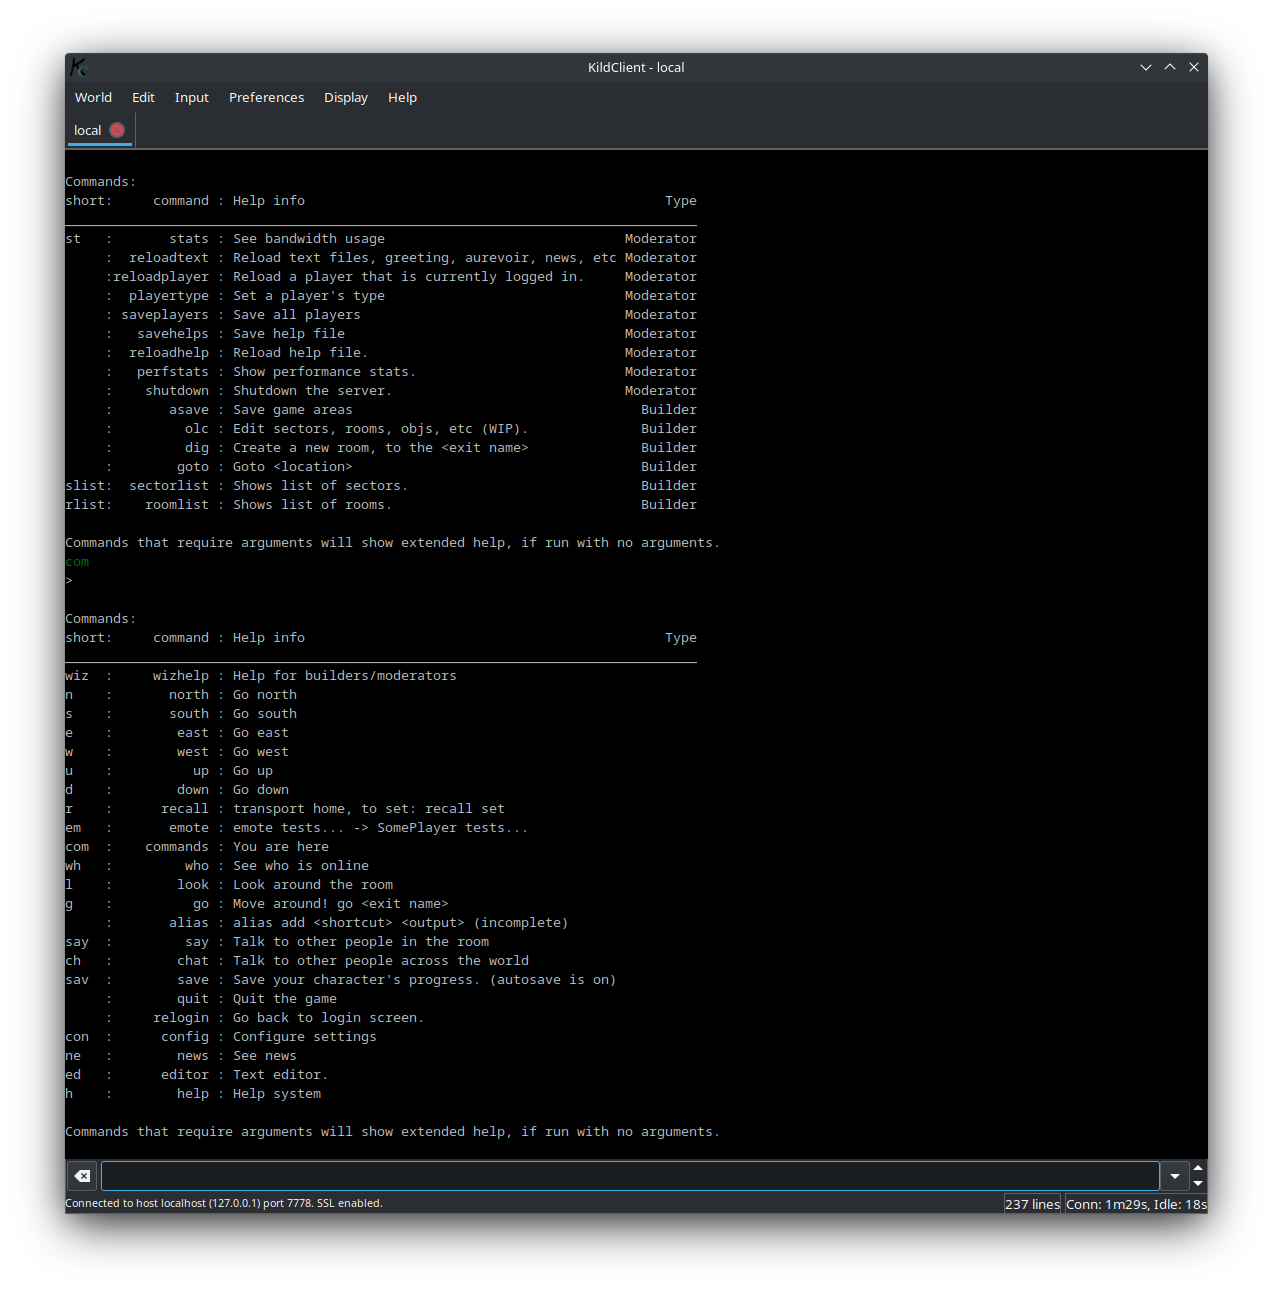 KildClient - local
World Edit Input Preferences Display Help
local
Commands:
short:     command : Help info                                             Type
st   :       stats : See bandwidth usage                              Moderator
     :  reloadtext : Reload text files, greeting, aurevoir, news, etc Moderator
     :reloadplayer : Reload a player that is currently logged in.     Moderator
     :  playertype : Set a player's type                              Moderator
     : saveplayers : Save all players                                 Moderator
     :   savehelps : Save help file                                   Moderator
     :  reloadhelp : Reload help file.                                Moderator
     :   perfstats : Show performance stats.                          Moderator
     :    shutdown : Shutdown the server.                             Moderator
     :       asave : Save game areas                                    Builder
     :         olc : Edit sectors, rooms, objs, etc (WIP).              Builder
     :         dig : Create a new room, to the <exit name>              Builder
     :        goto : Goto <location>                                    Builder
slist:  sectorlist : Shows list of sectors.                             Builder
rlist:    roomlist : Shows list of rooms.                               Builder
Commands that require arguments will show extended help, if run with no arguments.
com
>
Commands:
short:     command : Help info                                             Type
wiz  :     wizhelp : Help for builders/moderators
n    :       north : Go north
s    :       south : Go south
e    :        east : Go east
w    :        west : Go west
u    :          up : Go up
d    :        down : Go down
r    :      recall : transport home, to set: recall set
em   :       emote : emote tests... -> SomePlayer tests...
com  :    commands : You are here
wh   :         who : See who is online
l    :        look : Look around the room
g    :          go : Move around! go <exit name>
     :       alias : alias add <shortcut> <output> (incomplete)
say  :         say : Talk to other people in the room
ch   :        chat : Talk to other people across the world
sav  :        save : Save your character's progress. (autosave is on)
     :        quit : Quit the game
     :     relogin : Go back to login screen.
con  :      config : Configure settings
ne   :        news : See news
ed   :      editor : Text editor.
h    :        help : Help system
Commands that require arguments will show extended help, if run with no arguments.
Connected to host localhost (127.0.0.1) port 7778. SSL enabled. 237 lines Conn: 1m29s, Idle: 18s